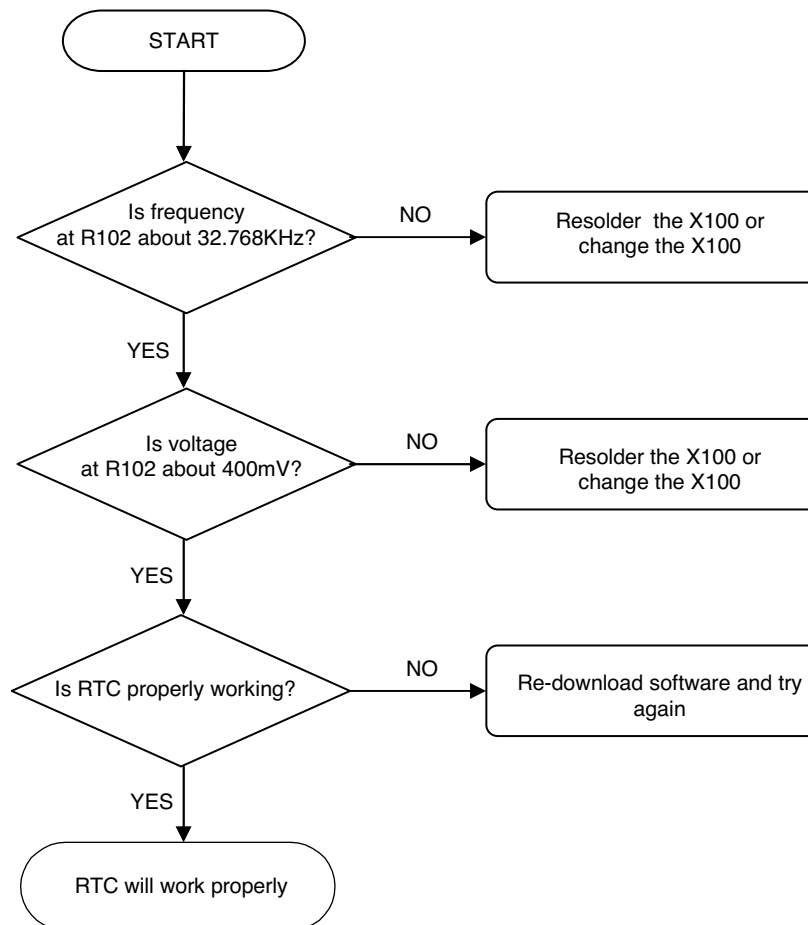 START
Is frequency
at R102 about 32.768KHz?
NO
Resolder the X100 or
change the X100
YES
Is voltage
at R102 about 400mV?
NO
Resolder the X100 or
change the X100
YES
Is RTC properly working?
NO
Re-download software and try
again
YES
RTC will work properly